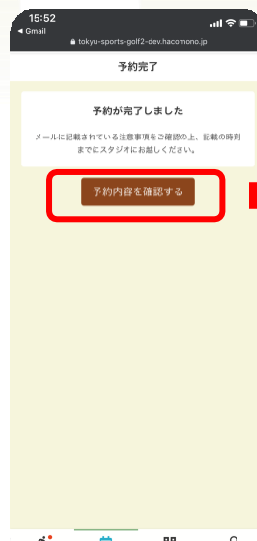 15:52
◀ Gmail
tokyu-sports-golf2-dev.hacomono.jp
予約完了
予約が完了しました
メールに記載されている注意事項をご確認の上、記載の時刻
までにスタジオにお越しください。
予約内容を確認する